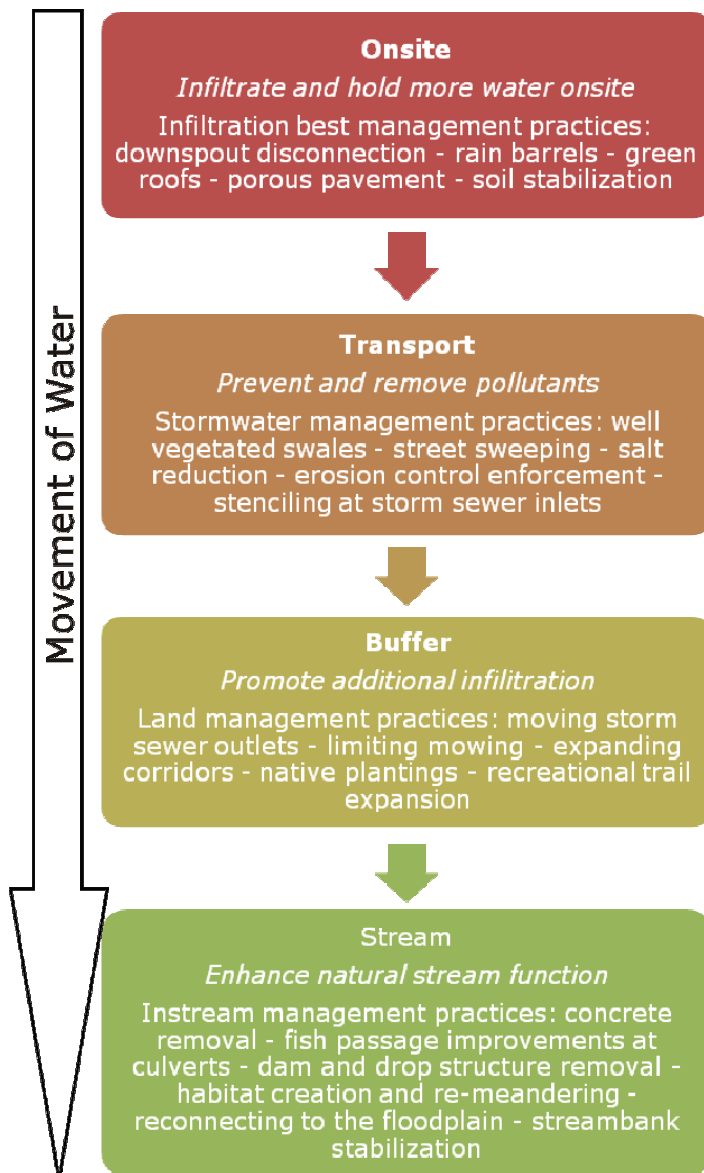 Movement of Water
Onsite
Infiltrate and hold more water onsite
Infiltration best management practices:
downspout disconnection - rain barrels - green
roofs - porous pavement - soil stabilization
Transport
Prevent and remove pollutants
Stormwater management practices: well
vegetated swales - street sweeping - salt
reduction - erosion control enforcement -
stenciling at storm sewer inlets
Buffer
Promote additional infilitration
Land management practices: moving storm
sewer outlets - limiting mowing - expanding
corridors - native plantings - recreational trail
expansion
Stream
Enhance natural stream function
Instream management practices: concrete
removal - fish passage improvements at
culverts - dam and drop structure removal -
habitat creation and re-meandering -
reconnecting to the floodplain - streambank
stabilization